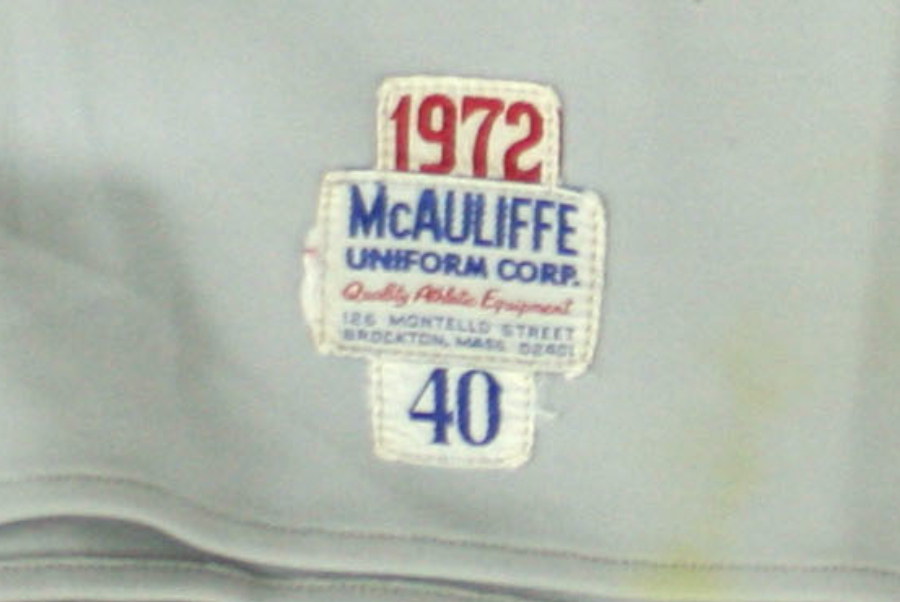 1972
McAULIFFE
UNIFORM CORP.
Quality Athletic Equipment
126 MONTELLO STREET
BROCKTON, MASS. 02401
40